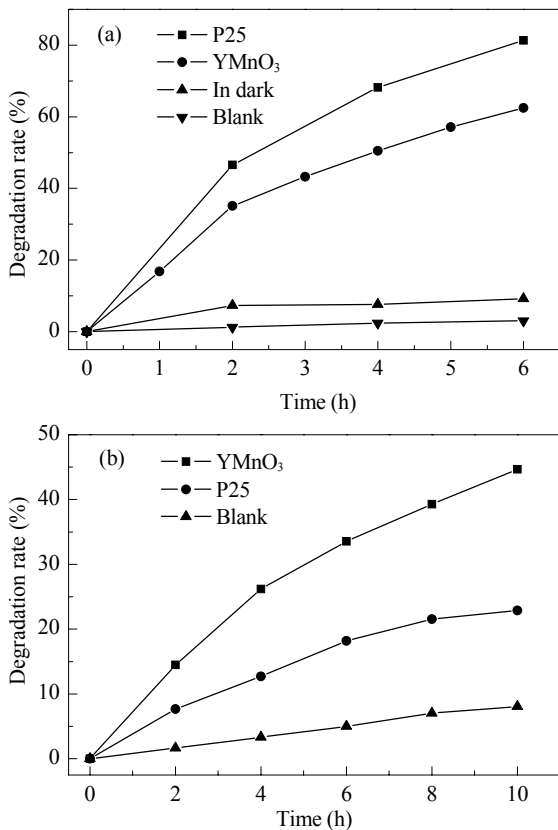 (a)
P25
YMnO₃
In dark
Blank
Degradation rate (%)
80
60
40
20
0
0 1 2 3 4 5 6
Time (h)
(b)
YMnO₃
P25
Blank
Degradation rate (%)
50
40
30
20
10
0
0 2 4 6 8 10
Time (h)